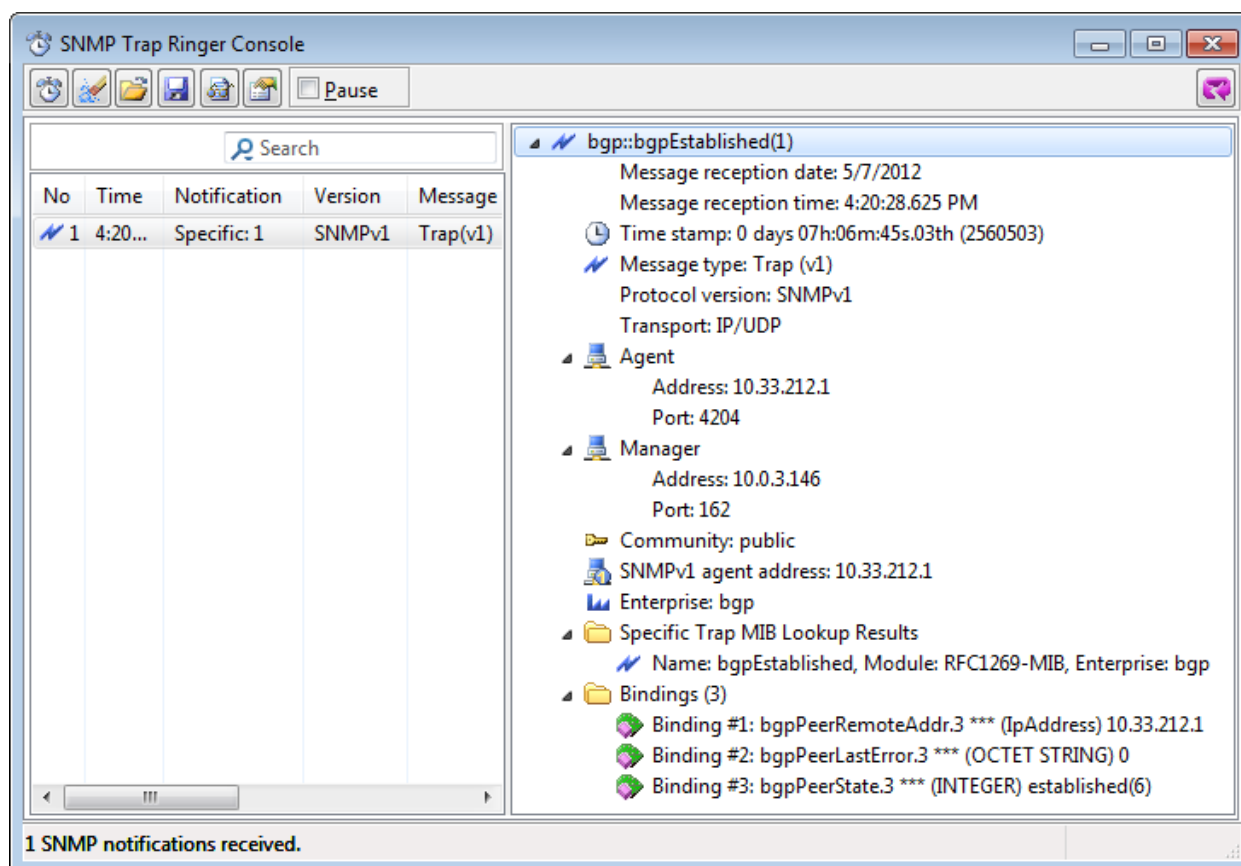 SNMP Trap Ringer Console
Pause
Search
No Time Notification Version Message
1 4:20... Specific: 1 SNMPv1 Trap(v1)
bgp::bgpEstablished(1)
Message reception date: 5/7/2012
Message reception time: 4:20:28.625 PM
Time stamp: 0 days 07h:06m:45s.03th (2560503)
Message type: Trap (v1)
Protocol version: SNMPv1
Transport: IP/UDP
Agent
Address: 10.33.212.1
Port: 4204
Manager
Address: 10.0.3.146
Port: 162
Community: public
SNMPv1 agent address: 10.33.212.1
Enterprise: bgp
Specific Trap MIB Lookup Results
Name: bgpEstablished, Module: RFC1269-MIB, Enterprise: bgp
Bindings (3)
Binding #1: bgpPeerRemoteAddr.3 *** (IpAddress) 10.33.212.1
Binding #2: bgpPeerLastError.3 *** (OCTET STRING) 0
Binding #3: bgpPeerState.3 *** (INTEGER) established(6)
1 SNMP notifications received.